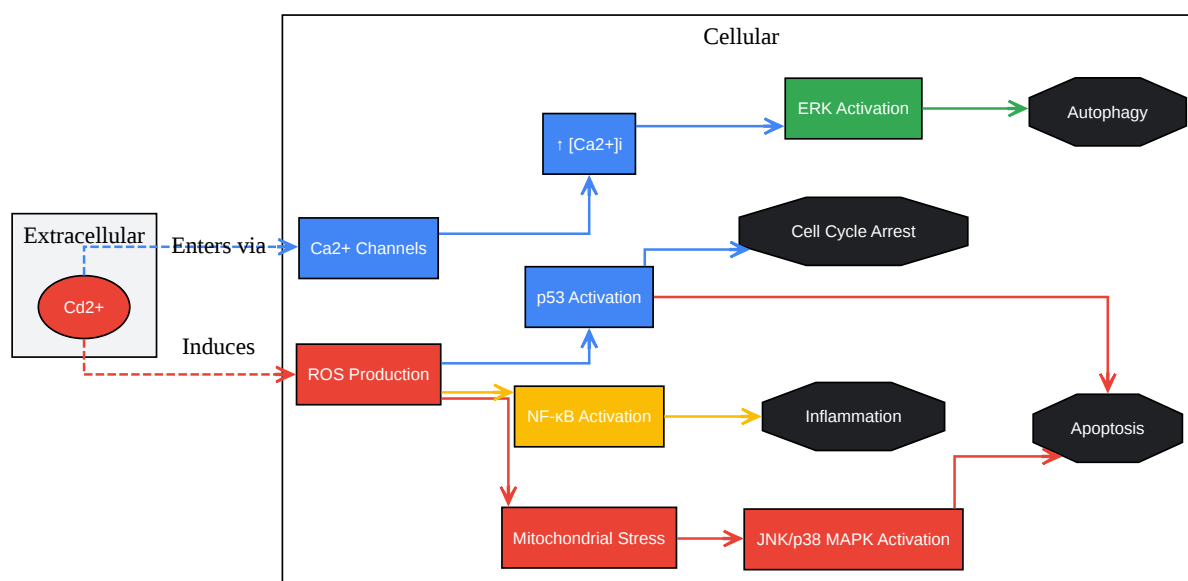 Cellular
ERK Activation
Autophagy
↑ [Ca2+]i
Extracellular
Enters via
Ca2+ Channels
Cell Cycle Arrest
Cd2+
p53 Activation
Induces
ROS Production
NF-κB Activation
Inflammation
Apoptosis
Mitochondrial Stress
JNK/p38 MAPK Activation